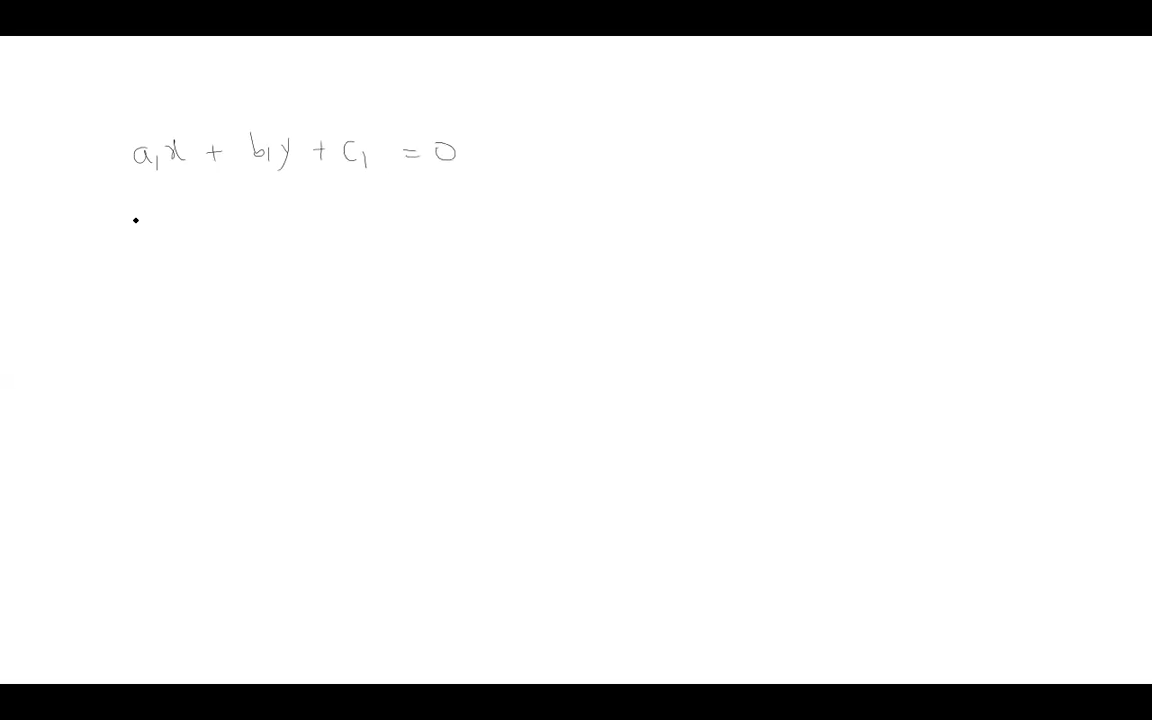 a₁x + b₁y + c₁ = 0